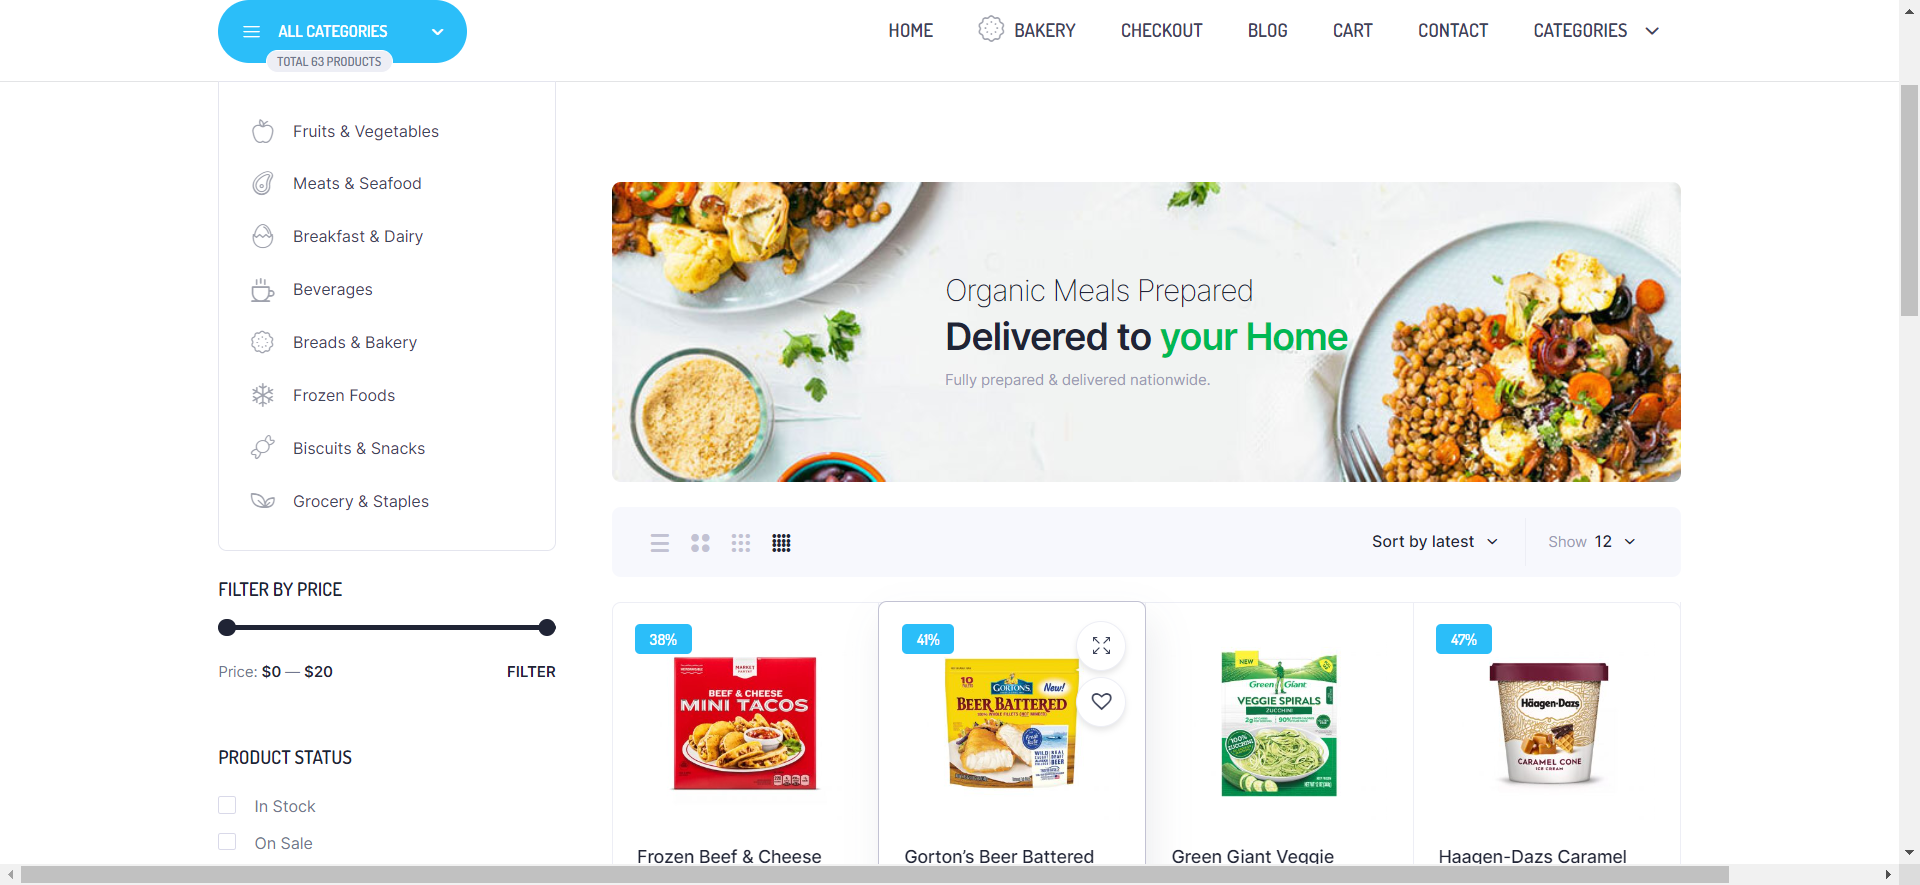 ALL CATEGORIES
TOTAL 63 PRODUCTS
HOME
BAKERY
CHECKOUT
BLOG
CART
CONTACT
CATEGORIES
Fruits & Vegetables
Meats & Seafood
Breakfast & Dairy
Beverages
Breads & Bakery
Frozen Foods
Biscuits & Snacks
Grocery & Staples
FILTER BY PRICE
Price: $0 — $20
FILTER
PRODUCT STATUS
In Stock
On Sale
Organic Meals Prepared
Delivered to your Home
Fully prepared & delivered nationwide.
Sort by latest
Show 12
38%
MARKET
BEEF & CHEESE
MINI TACOS
Frozen Beef & Cheese
41%
10
GORTON'S
New!
BEER BATTERED
WILD
REAL
BEER
Gorton's Beer Battered
NEW
Green Giant
VEGGIE SPIRALS
ZUCCHINI
2g
90%
100%
ZUCCHINI
Green Giant Veggie
47%
Häagen-Dazs
CARAMEL CONE
ICE CREAM
Haagen-Dazs Caramel